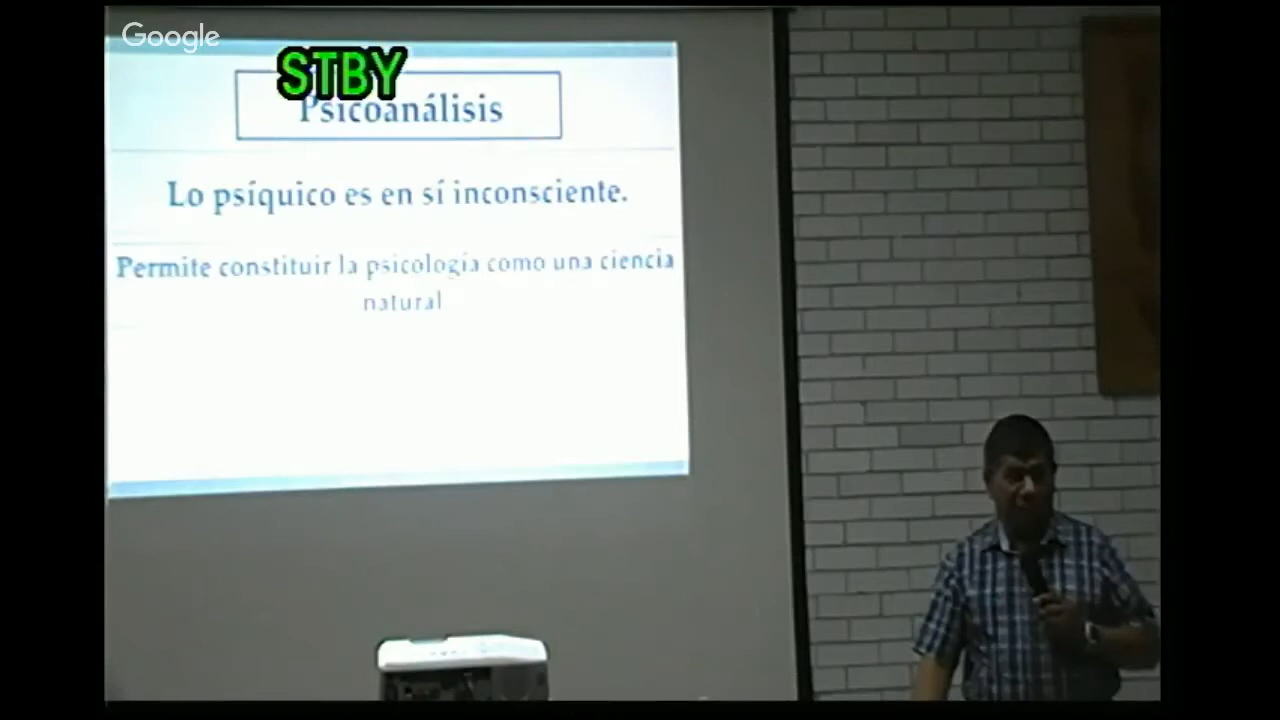 Google
STBY
Psicoanálisis
Lo psíquico es en sí inconsciente.
Permite constituir la psicología como una ciencia
natural